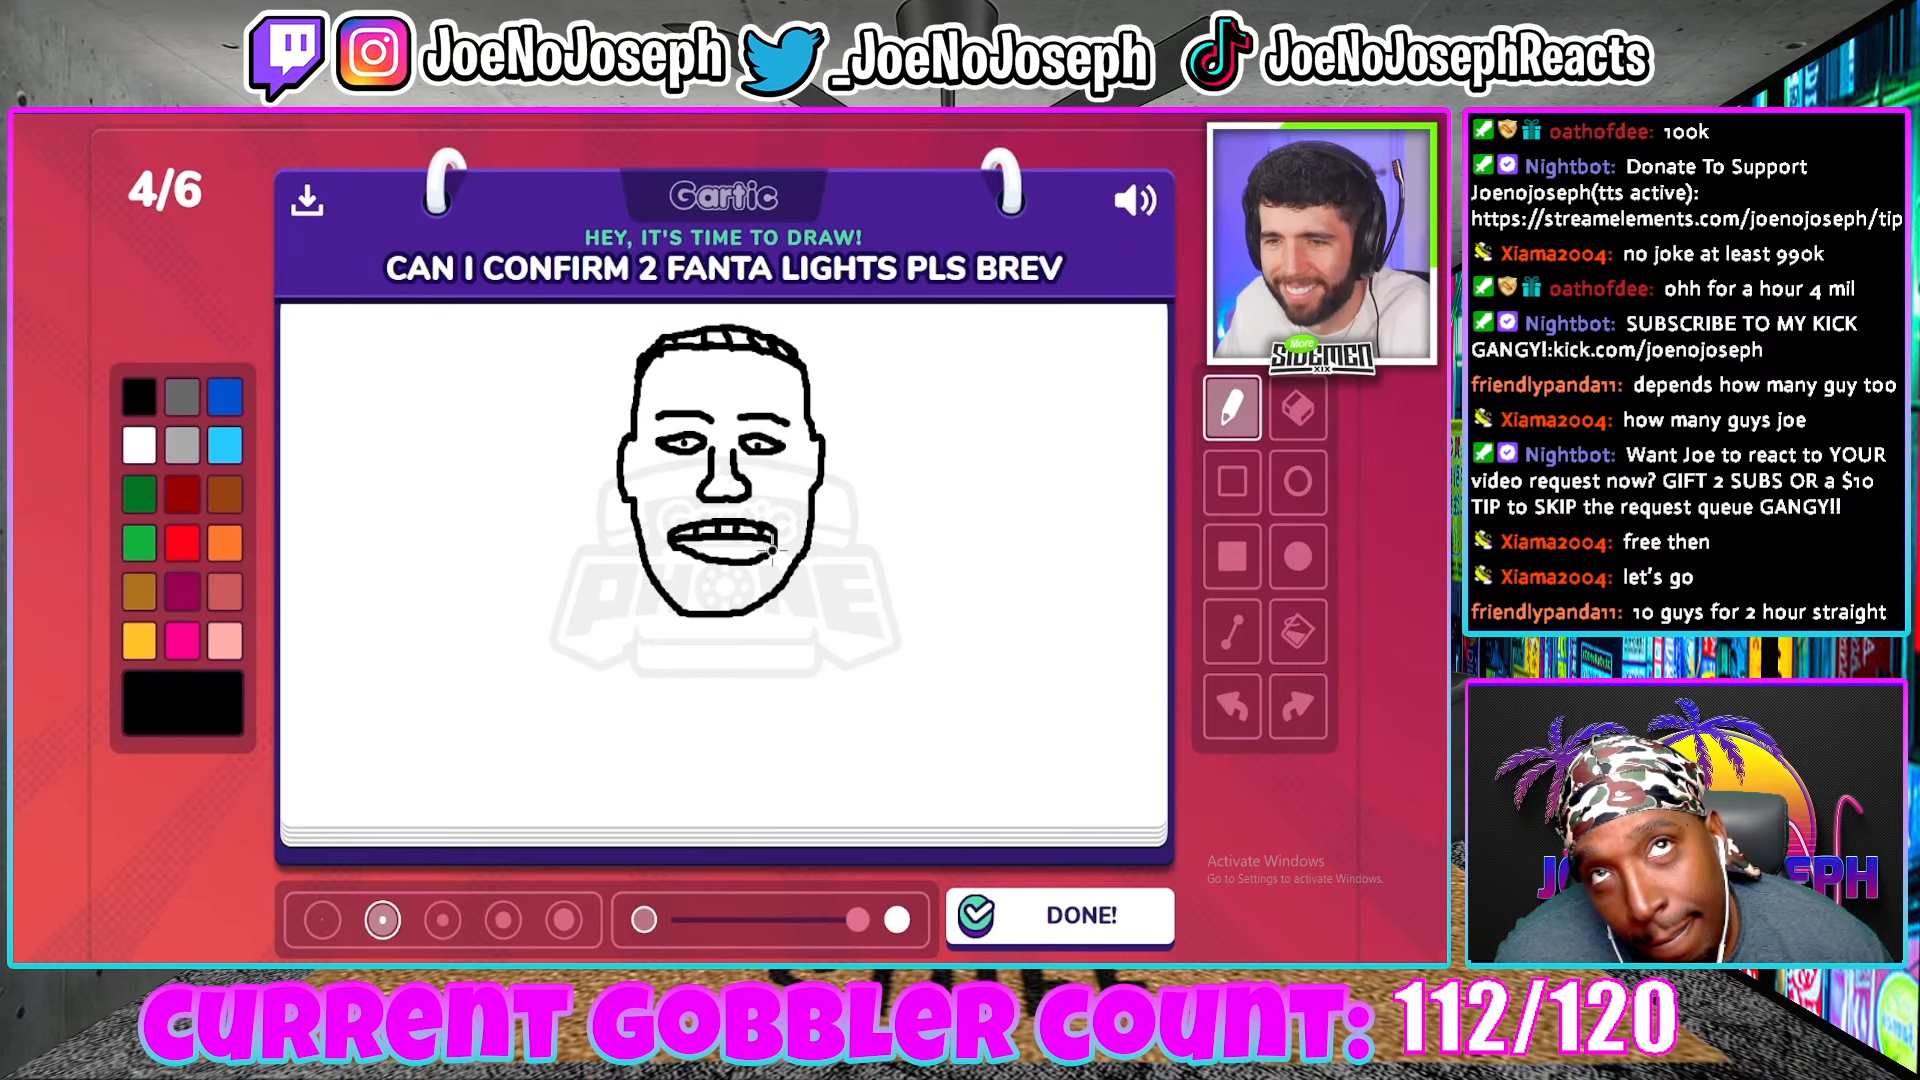 JoeNoJoseph
_JoeNoJoseph
JoeNoJosephReacts
4/6
Gartic
HEY, IT'S TIME TO DRAW!
CAN I CONFIRM 2 FANTA LIGHTS PLS BREV
More
SIDEMEN
XIX
Gartic
PHONE
Activate Windows
Go to Settings to activate Windows.
DONE!
oathofdee: 100k
Nightbot: Donate To Support
Joenojoseph(tts active):
https://streamelements.com/joenojoseph/tip
Xiama2004: no joke at least 990k
oathofdee: ohh for a hour 4 mil
Nightbot: SUBSCRIBE TO MY KICK
GANGY!:kick.com/joenojoseph
friendlypanda11: depends how many guy too
Xiama2004: how many guys joe
Nightbot: Want Joe to react to YOUR
video request now? GIFT 2 SUBS OR a $10
TIP to SKIP the request queue GANGY!!
Xiama2004: free then
Xiama2004: let's go
friendlypanda11: 10 guys for 2 hour straight
CURRENT GOBBLER COUNT: 112/120